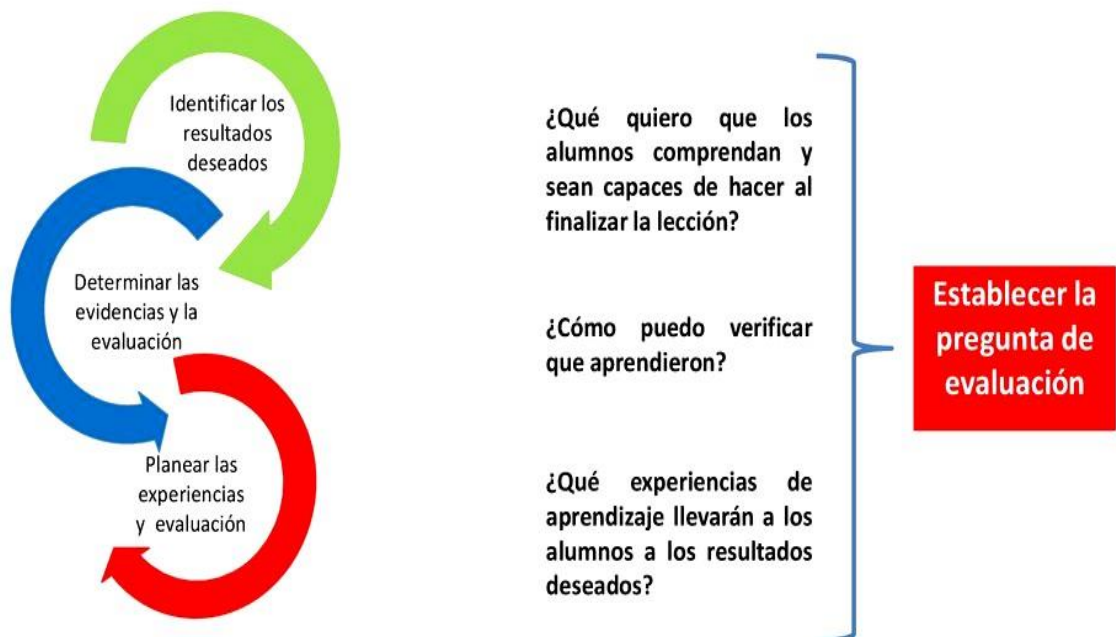 Identificar los
resultados
deseados
Determinar las
evidencias y la
evaluación
Planear las
experiencias
y evaluación
¿Qué quiero que los
alumnos comprendan y
sean capaces de hacer al
finalizar la lección?
¿Cómo puedo verificar
que aprendieron?
¿Qué experiencias de
aprendizaje llevarán a los
alumnos a los resultados
deseados?
Establecer la
pregunta de
evaluación